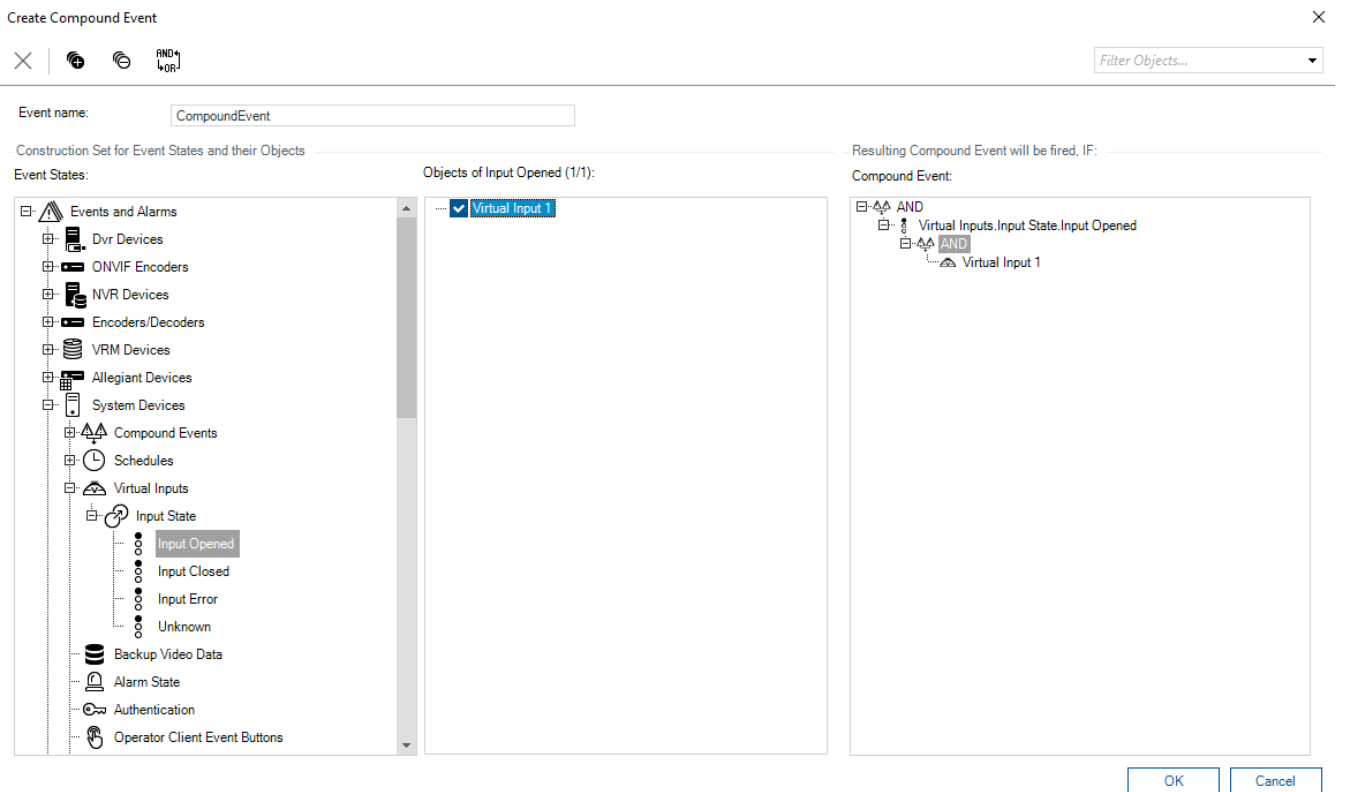 Create Compound Event
AND
OR
Filter Objects...
Event name:
CompoundEvent
Construction Set for Event States and their Objects
Resulting Compound Event will be fired, IF:
Event States:
Objects of Input Opened (1/1):
Compound Event:
Events and Alarms
Dvr Devices
ONVIF Encoders
NVR Devices
Encoders/Decoders
VRM Devices
Allegiant Devices
System Devices
Compound Events
Schedules
Virtual Inputs
Input State
Input Opened
Input Closed
Input Error
Unknown
Backup Video Data
Alarm State
Authentication
Operator Client Event Buttons
Virtual Input 1
AND
Virtual Inputs.Input State.Input Opened
AND
Virtual Input 1
OK
Cancel